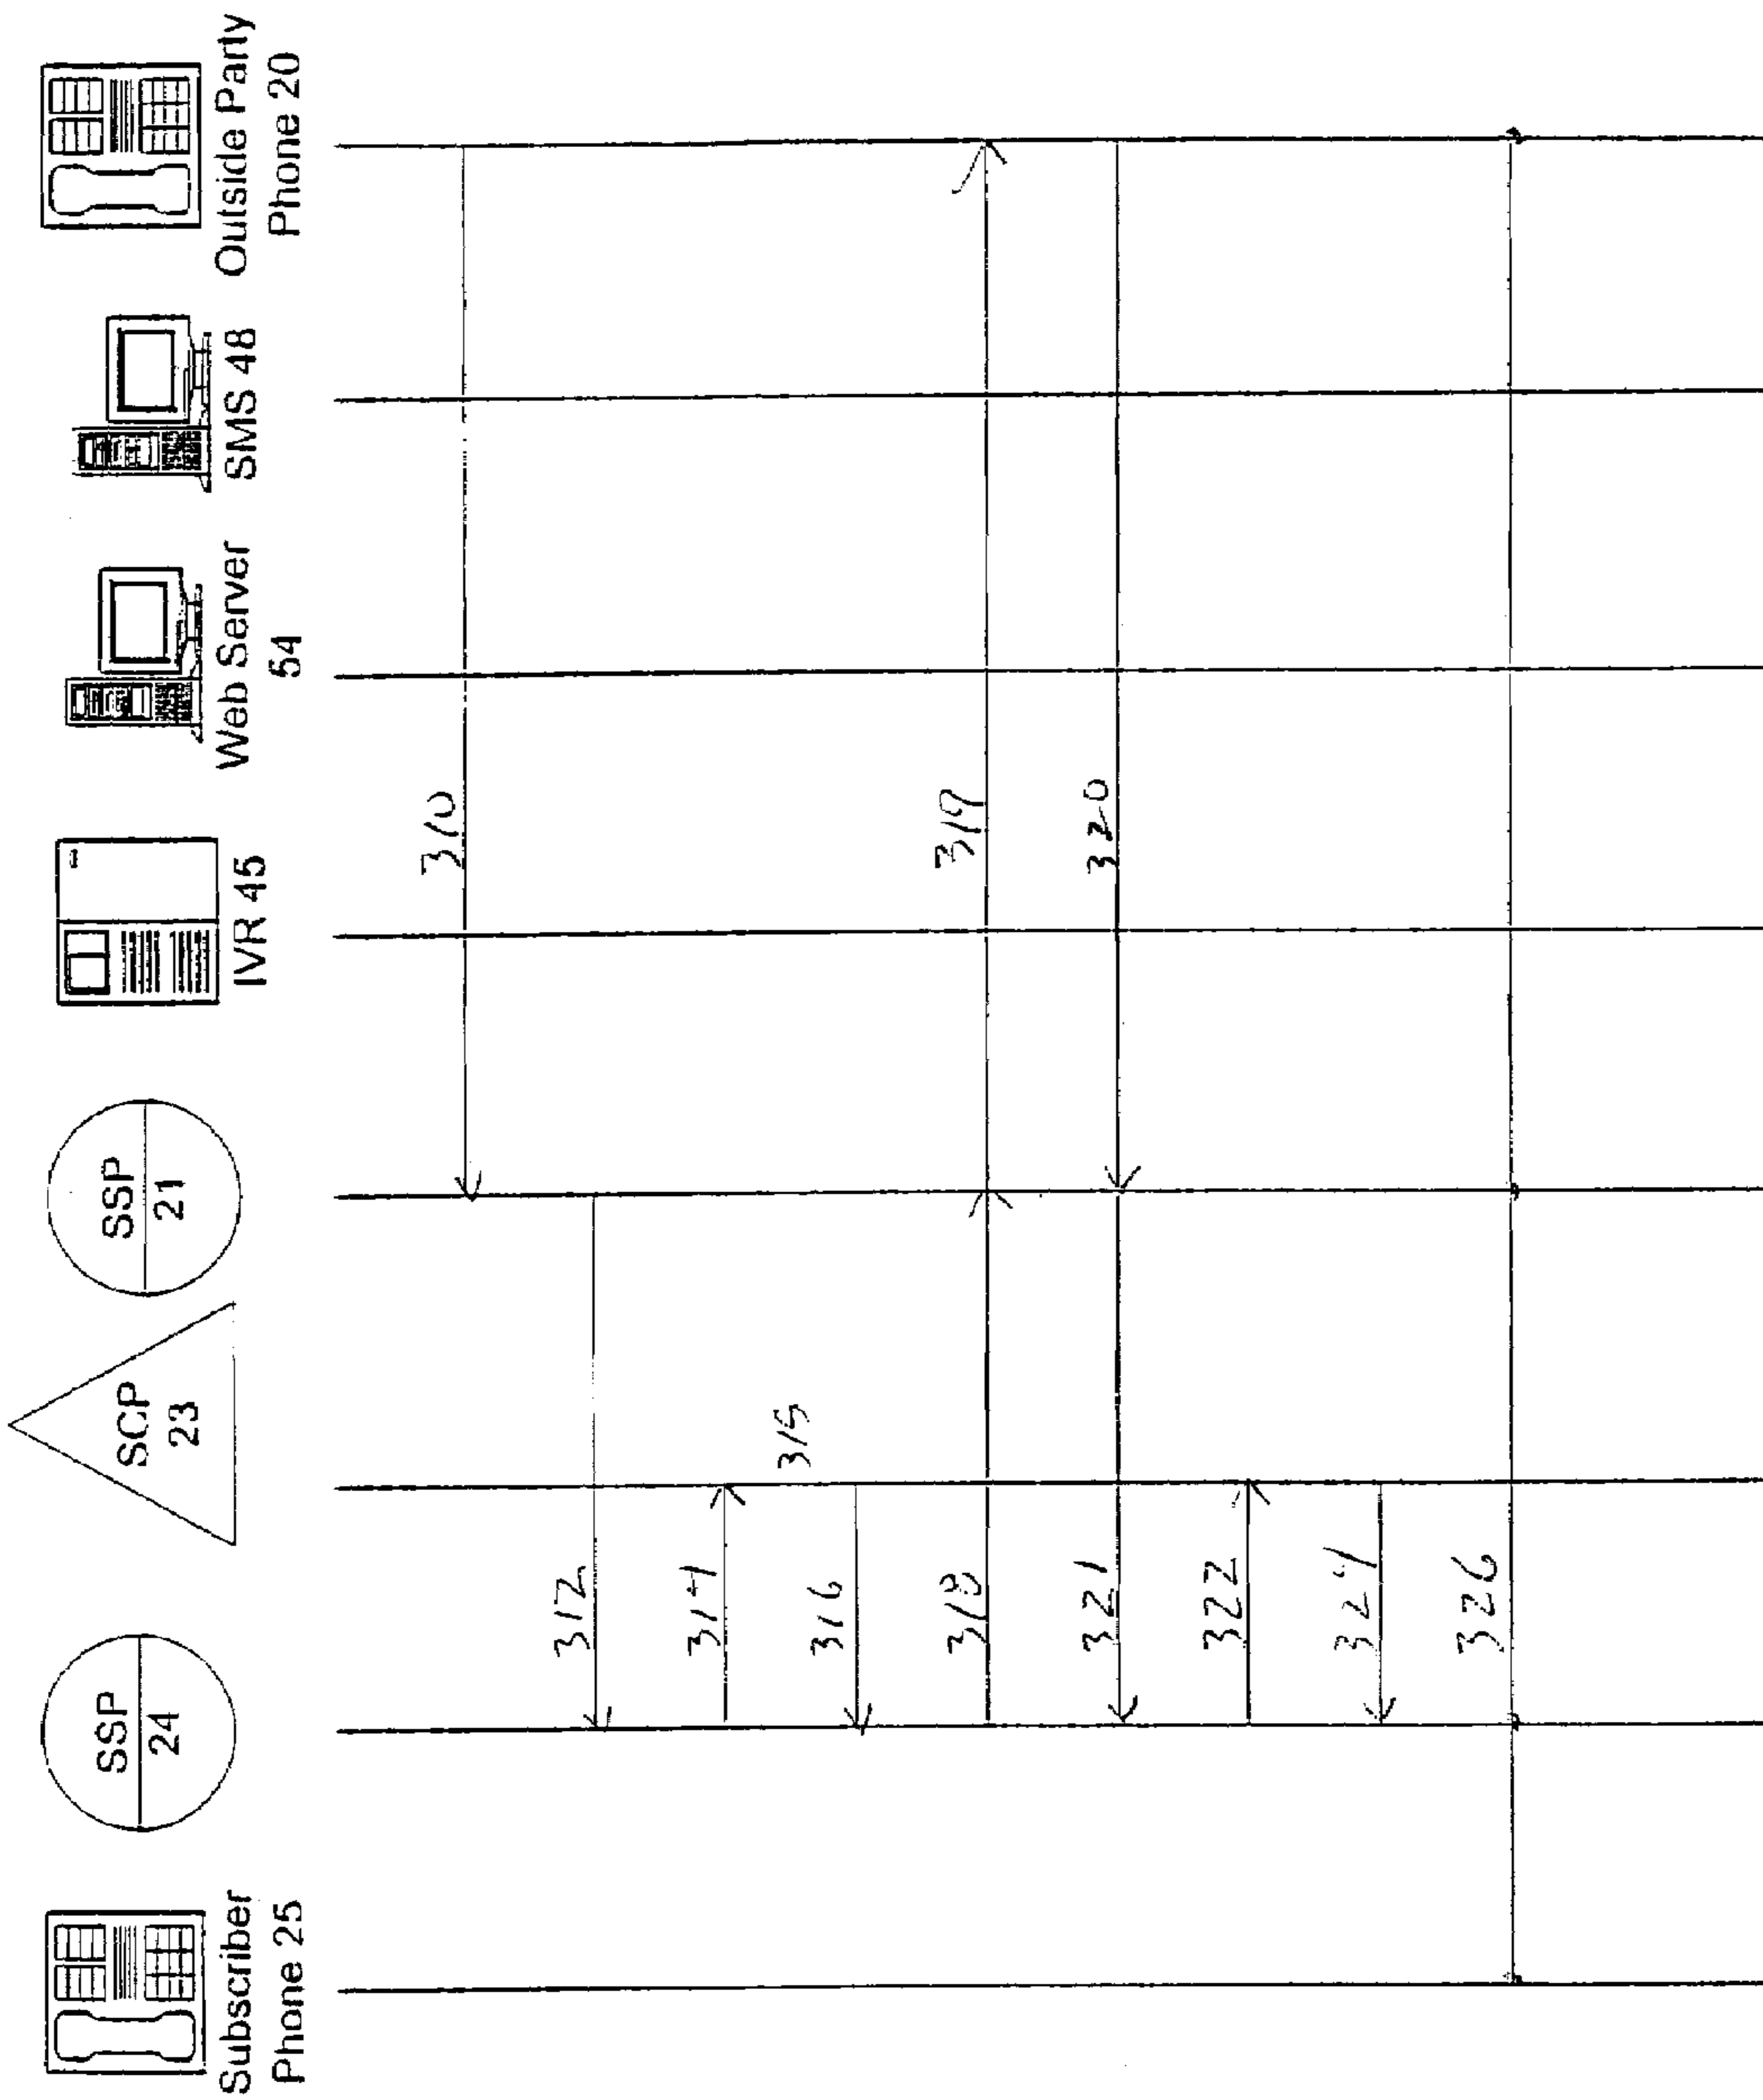 Subscriber
Phone 25
SSP
24
SCP
23
SSP
21
IVR 45
Web Server
54
SMS 48
Outside Party
Phone 20
310
312
314
315
316
318
319
320
321
322
324
326